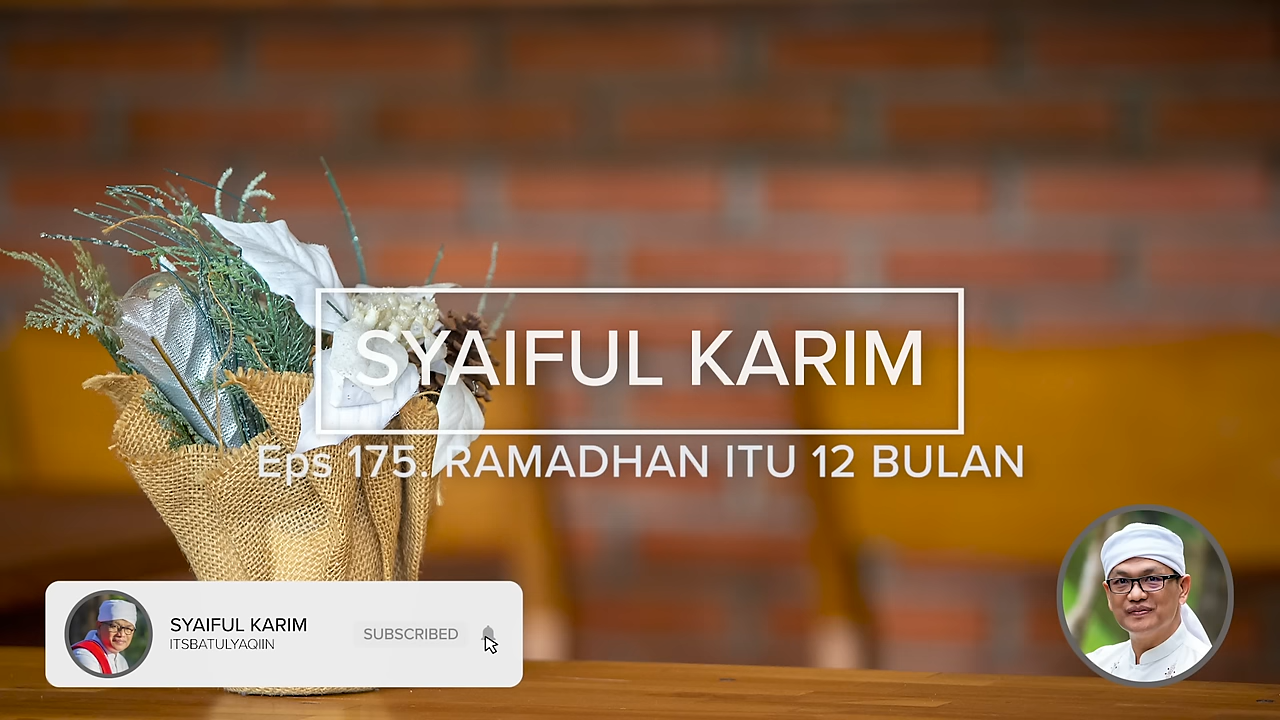 SYAIFUL KARIM
Eps 175. RAMADHAN ITU 12 BULAN
SYAIFUL KARIM
ITSBATULYAQIIN
SUBSCRIBED